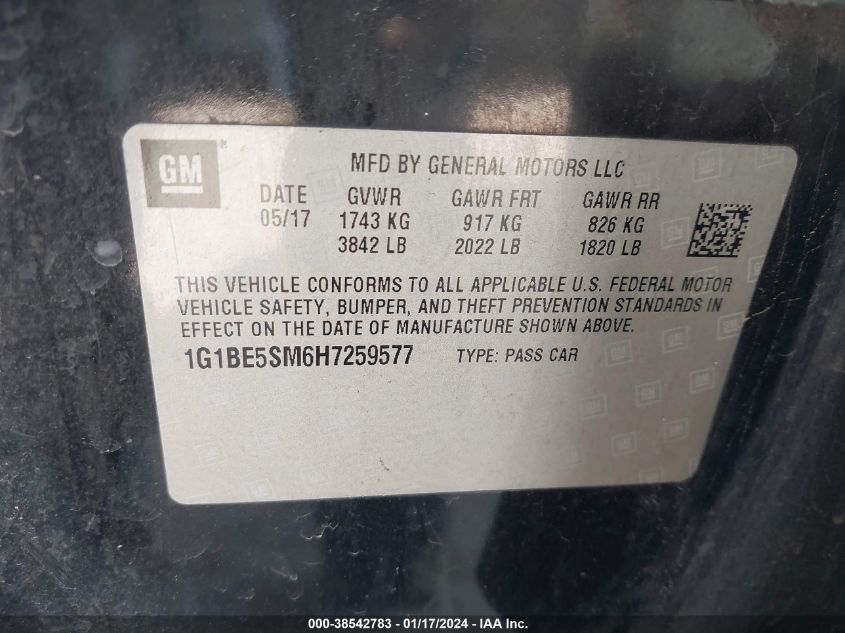 GM
MFD BY GENERAL MOTORS LLC
DATE GVWR GAWR FRT GAWR RR
05/17 1743 KG 917 KG 826 KG
3842 LB 2022 LB 1820 LB
THIS VEHICLE CONFORMS TO ALL APPLICABLE U.S. FEDERAL MOTOR
VEHICLE SAFETY, BUMPER, AND THEFT PREVENTION STANDARDS IN
EFFECT ON THE DATE OF MANUFACTURE SHOWN ABOVE.
1G1BE5SM6H7259577 TYPE: PASS CAR
000-38542783 - 01/17/2024 - IAA Inc.